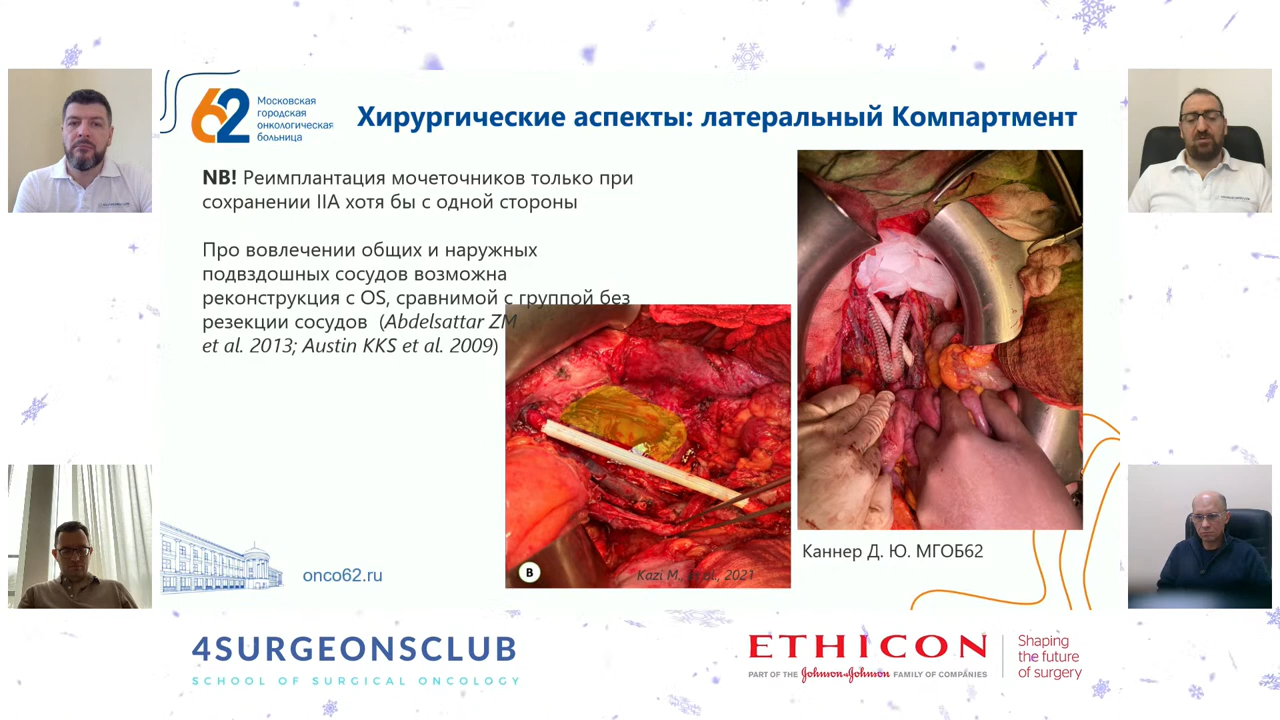 62
Московская
городская
онкологическая
больница
Хирургические аспекты: латеральный Компартмент
NB! Реимплантация мочеточников только при
сохранении IIA хотя бы с одной стороны
Про вовлечении общих и наружных
подвздошных сосудов возможна
реконструкция с OS, сравнимой с группой без
резекции сосудов (Abdelsattar ZM
et al. 2013; Austin KKS et al. 2009)
B
Kazi M., et al., 2021
Каннер Д. Ю. МГОБ62
onco62.ru
4SURGEONSCLUB
SCHOOL OF SURGICAL ONCOLOGY
ETHICON
PART OF THE Johnson&Johnson FAMILY OF COMPANIES
Shaping
the future
of surgery